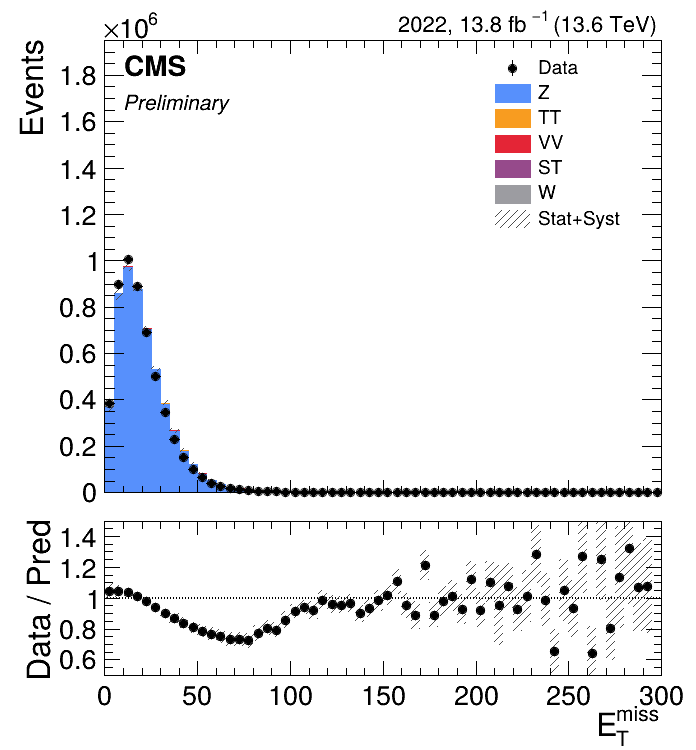 ×10⁶
2022, 13.8 fb⁻¹ (13.6 TeV)
Events
CMS
Preliminary
Data
Z
TT
VV
ST
W
Stat+Syst
1.8
1.6
1.4
1.2
1
0.8
0.6
0.4
0.2
0
Data / Pred
1.4
1.2
1
0.8
0.6
0 50 100 150 200 250 300
E_T^miss